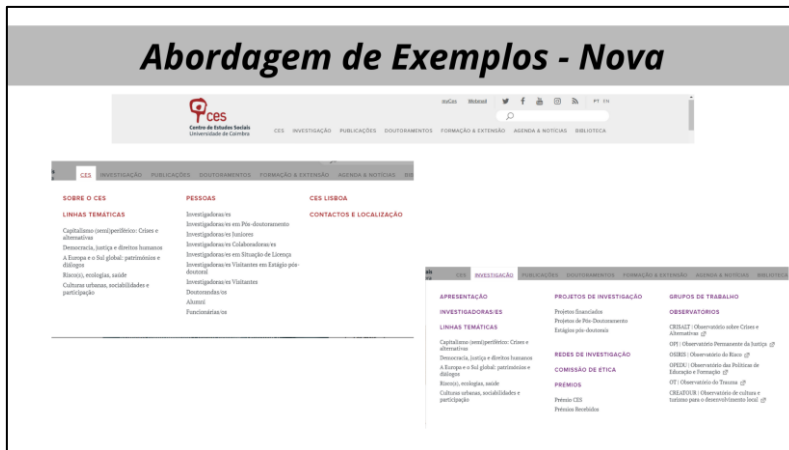 Abordagem de Exemplos - Nova
myCes Webmail PT EN
ces
Centro de Estudos Sociais
Universidade de Coimbra
CES INVESTIGAÇÃO PUBLICAÇÕES DOUTORAMENTOS FORMAÇÃO & EXTENSÃO AGENDA & NOTÍCIAS BIBLIOTECA
CES INVESTIGAÇÃO PUBLICAÇÕES DOUTORAMENTOS FORMAÇÃO & EXTENSÃO AGENDA & NOTÍCIAS BIB
SOBRE O CES
LINHAS TEMÁTICAS
Capitalismo (semi)periférico: Crises e
alternativas
Democracia, justiça e direitos humanos
A Europa e o Sul global: patrimónios e
diálogos
Risco(s), ecologias, saúde
Culturas urbanas, sociabilidades e
participação
PESSOAS
Investigadoras/es
Investigadoras/es em Pós-doutoramento
Investigadoras/es Juniores
Investigadoras/es Colaboradoras/es
Investigadoras/es em Situação de Licença
Investigadoras/es Visitantes em Estágio pós-
doutoral
Investigadoras/es Visitantes
Doutorandas/os
Alumni
Funcionárias/os
CES LISBOA
CONTACTOS E LOCALIZAÇÃO
ais
CES INVESTIGAÇÃO PUBLICAÇÕES DOUTORAMENTOS FORMAÇÃO & EXTENSÃO AGENDA & NOTÍCIAS BIBLIOTECA
APRESENTAÇÃO
INVESTIGADORAS/ES
LINHAS TEMÁTICAS
Capitalismo (semi)periférico: Crises e
alternativas
Democracia, justiça e direitos humanos
A Europa e o Sul global: patrimónios e
diálogos
Risco(s), ecologias, saúde
Culturas urbanas, sociabilidades e
participação
PROJETOS DE INVESTIGAÇÃO
Projetos financiados
Projetos de Pós-Doutoramento
Estágios pós-doutorais
REDES DE INVESTIGAÇÃO
COMISSÃO DE ETICA
PRÉMIOS
Prémio CES
Prémios Recebidos
GRUPOS DE TRABALHO
OBSERVATORIOS
CRISALT | Observatório sobre Crises e
Alternativas
OPJ | Observatório Permanente da Justiça
OSIRIS | Observatório do Risco
OPEDU | Observatório das Políticas de
Educação e Formação
OT | Observatório do Trauma
CREATOUR | Observatório de cultura e
turismo para o desenvolvimento local